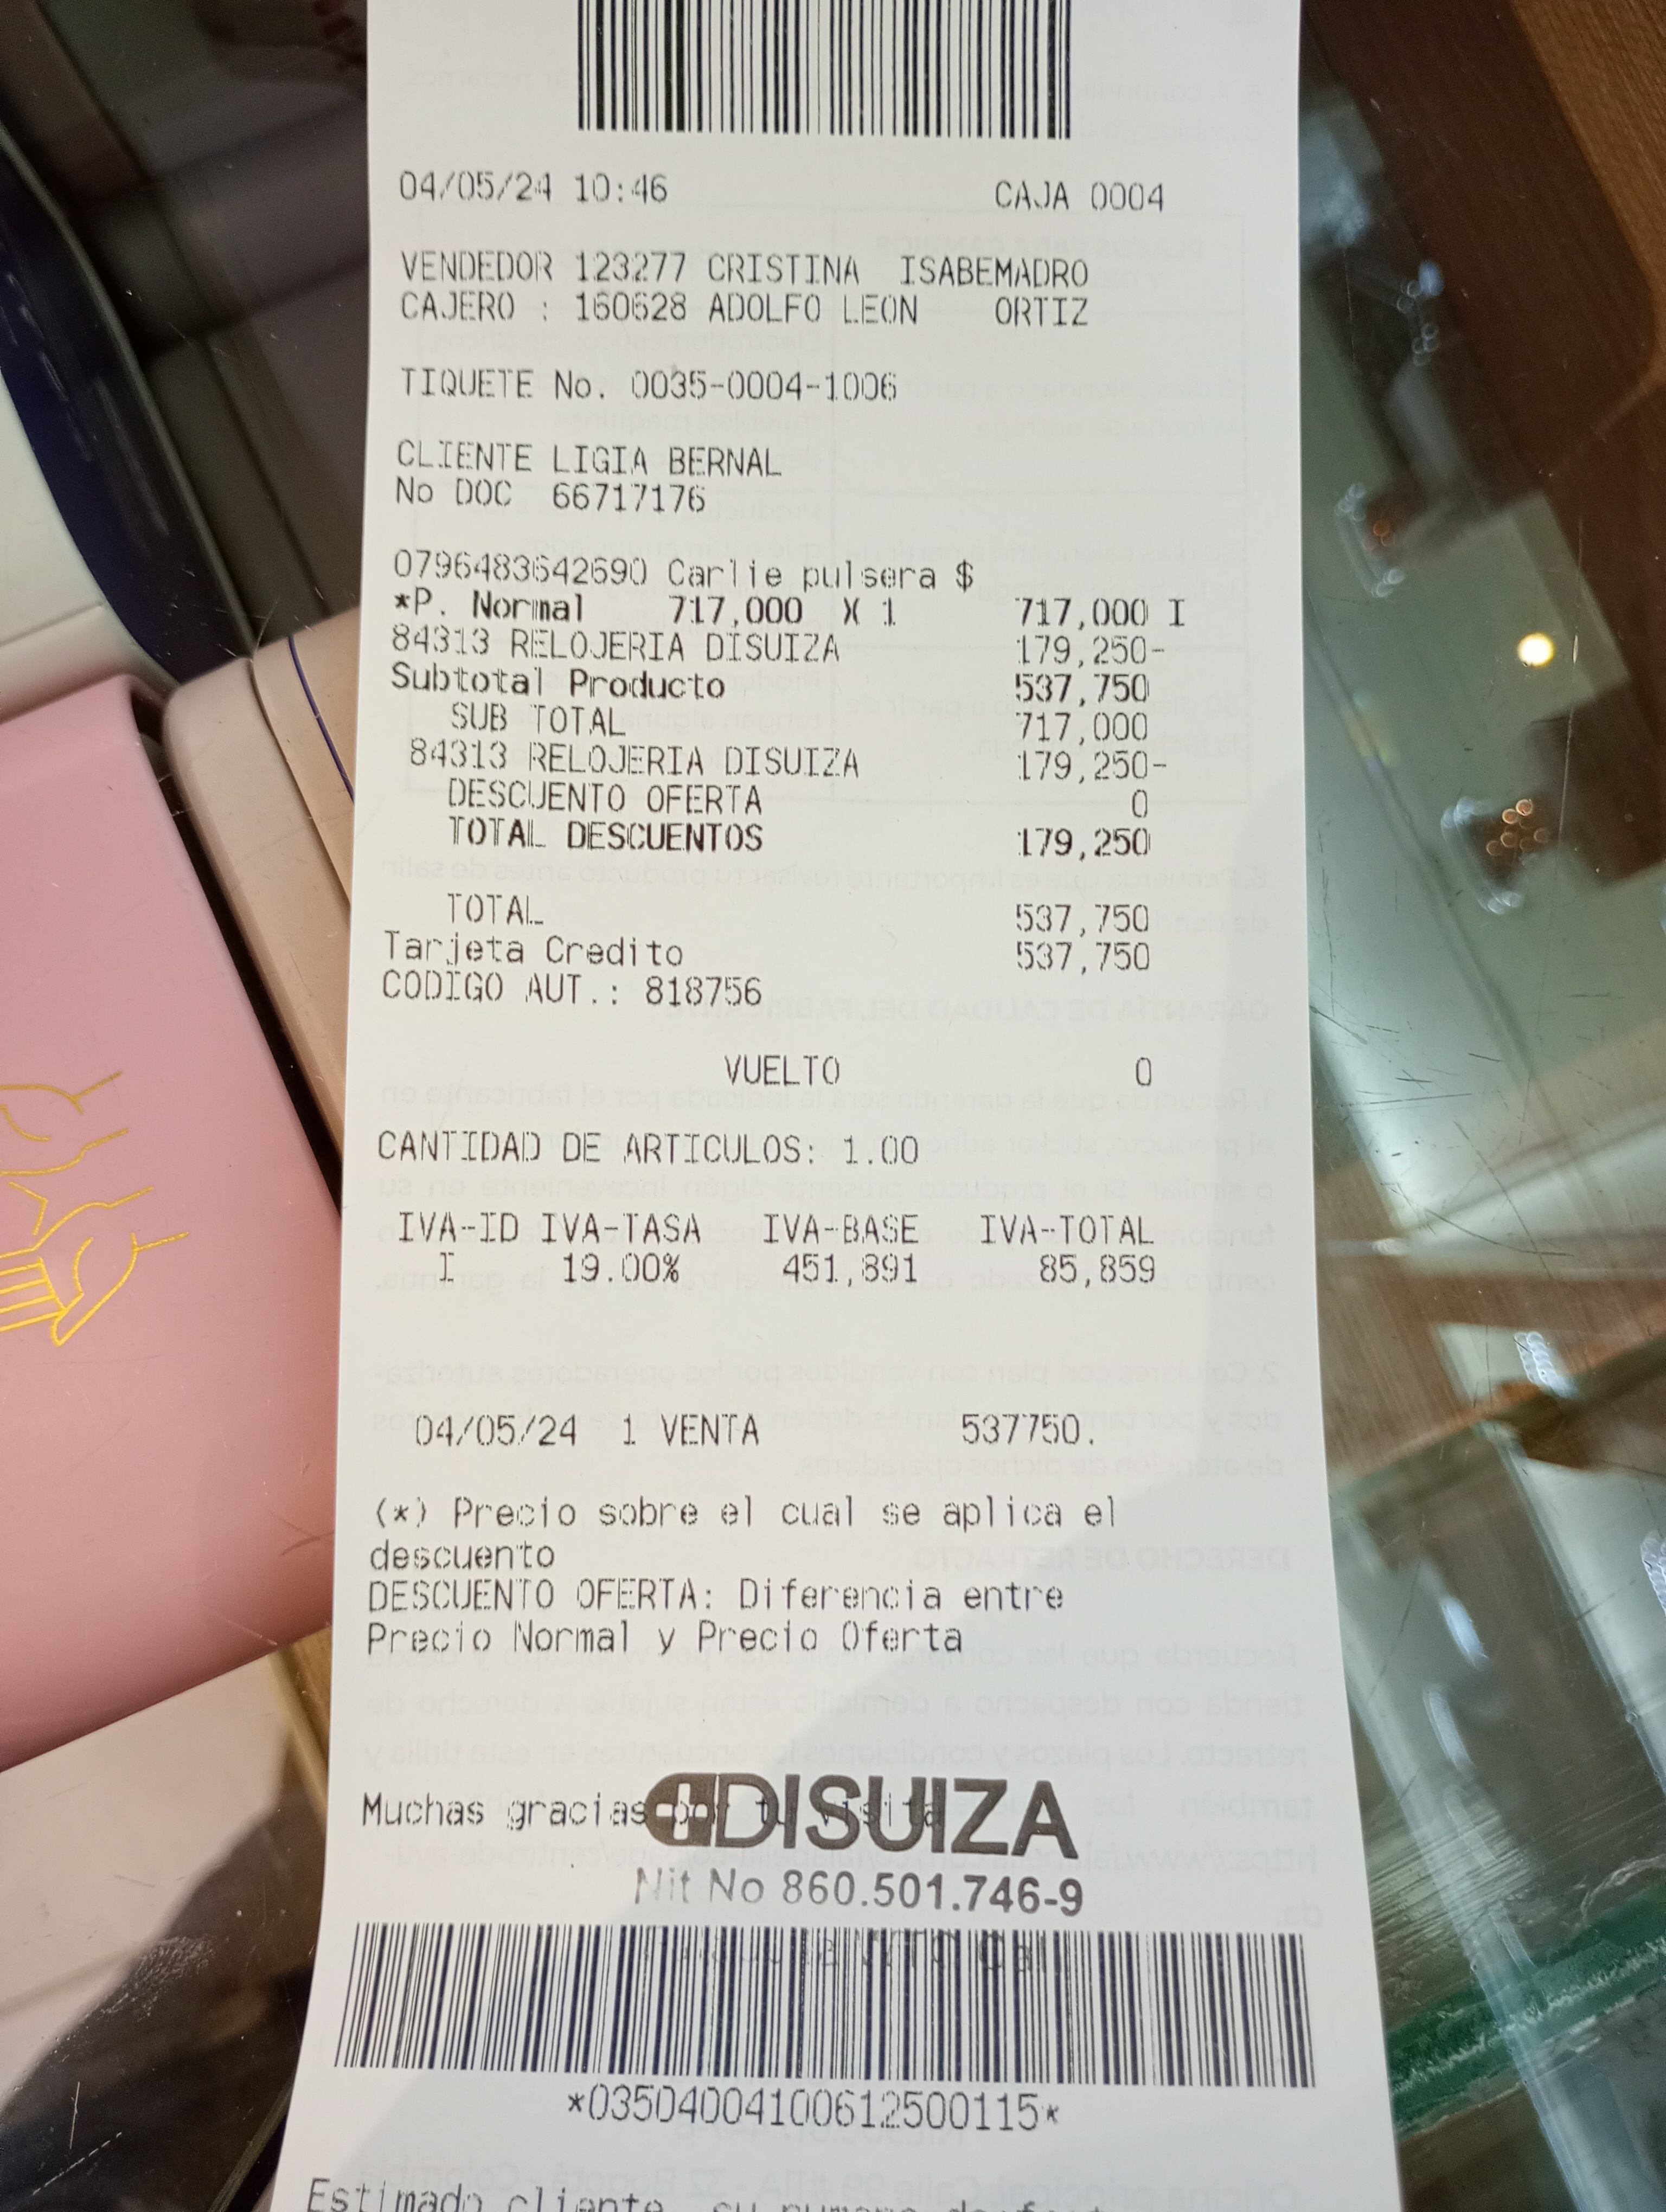 04/05/24 10:46 CAJA 0004
VENDEDOR 123277 CRISTINA ISABEMADRO
CAJERO : 160628 ADOLFO LEON ORTIZ
TIQUETE No. 0035-0004-1006
CLIENTE LIGIA BERNAL
No DOC 66717176
0796483642690 Carlie pulsera $
*P. Normal 717,000 X 1 717,000 I
84313 RELOJERIA DISUIZA 179,250-
Subtotal Producto 537,750
SUB TOTAL 717,000
84313 RELOJERIA DISUIZA 179,250-
DESCUENTO OFERTA 0
TOTAL DESCUENTOS 179,250
TOTAL 537,750
Tarjeta Credito 537,750
CODIGO AUT.: 818756
VUELTO 0
CANTIDAD DE ARTICULOS: 1.00
IVA-ID IVA-TASA IVA-BASE IVA-TOTAL
I 19.00% 451,891 85,859
04/05/24 1 VENTA 537750.
(*) Precio sobre el cual se aplica el
descuento
DESCUENTO OFERTA: Diferencia entre
Precio Normal y Precio Oferta
Muchas gracias por tu visita
DISUIZA
Nit No 860.501.746-9
*03504004100612500115*
Estimado cliente, su numero